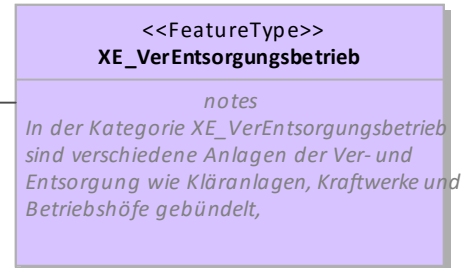 <<FeatureType>>
XE_VerEntsorgungsbetrieb
notes
In der Kategorie XE_VerEntsorgungsbetrieb
sind verschiedene Anlagen der Ver- und
Entsorgung wie Kläranlagen, Kraftwerke und
Betriebshöfe gebündelt,